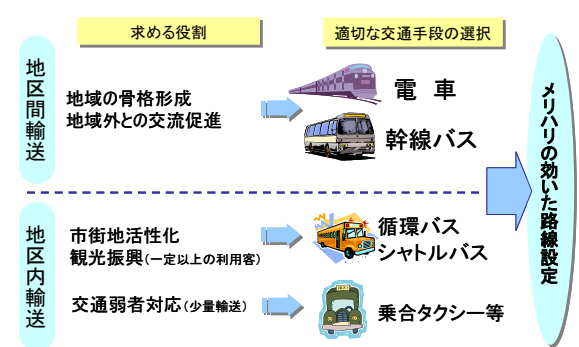 求める役割
適切な交通手段の選択
地区間輸送
地域の骨格形成
地域外との交流促進
電 車
幹線バス
地区内輸送
市街地活性化
観光振興(一定以上の利用客)
循環バス
シャトルバス
交通弱者対応(少量輸送)
TAXI
乗合タクシー等
メリハリの効いた路線設定